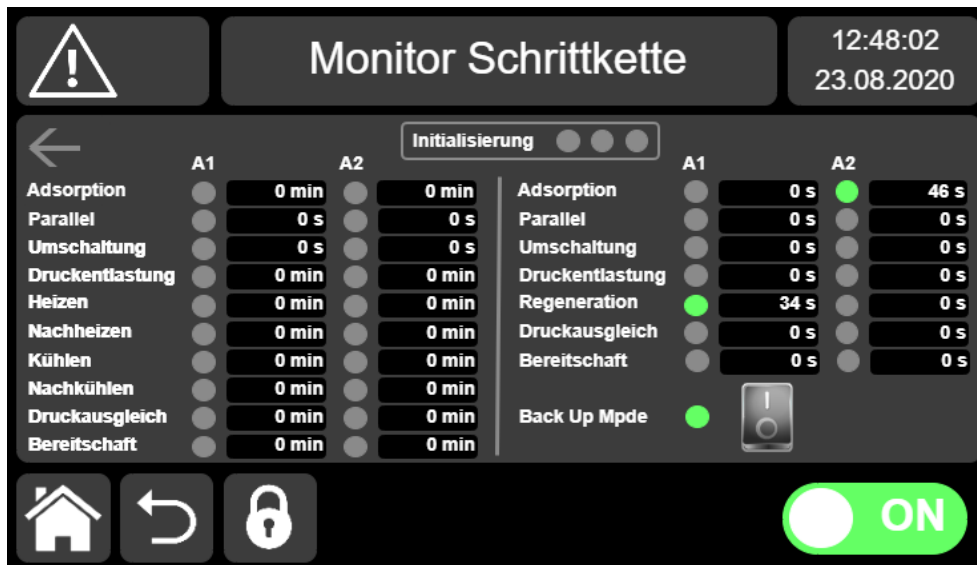 Monitor Schrittkette
12:48:02
23.08.2020
Initialisierung
A1 A2 A1 A2
Adsorption 0 min 0 min Adsorption 0 s 46 s
Parallel 0 s 0 s Parallel 0 s 0 s
Umschaltung 0 s 0 s Umschaltung 0 s 0 s
Druckentlastung 0 min 0 min Druckentlastung 0 s 0 s
Heizen 0 min 0 min Regeneration 34 s 0 s
Nachheizen 0 min 0 min Druckausgleich 0 s 0 s
Kühlen 0 min 0 min Bereitschaft 0 s 0 s
Nachkühlen 0 min 0 min
Druckausgleich 0 min 0 min Back Up Mpde
Bereitschaft 0 min 0 min
ON